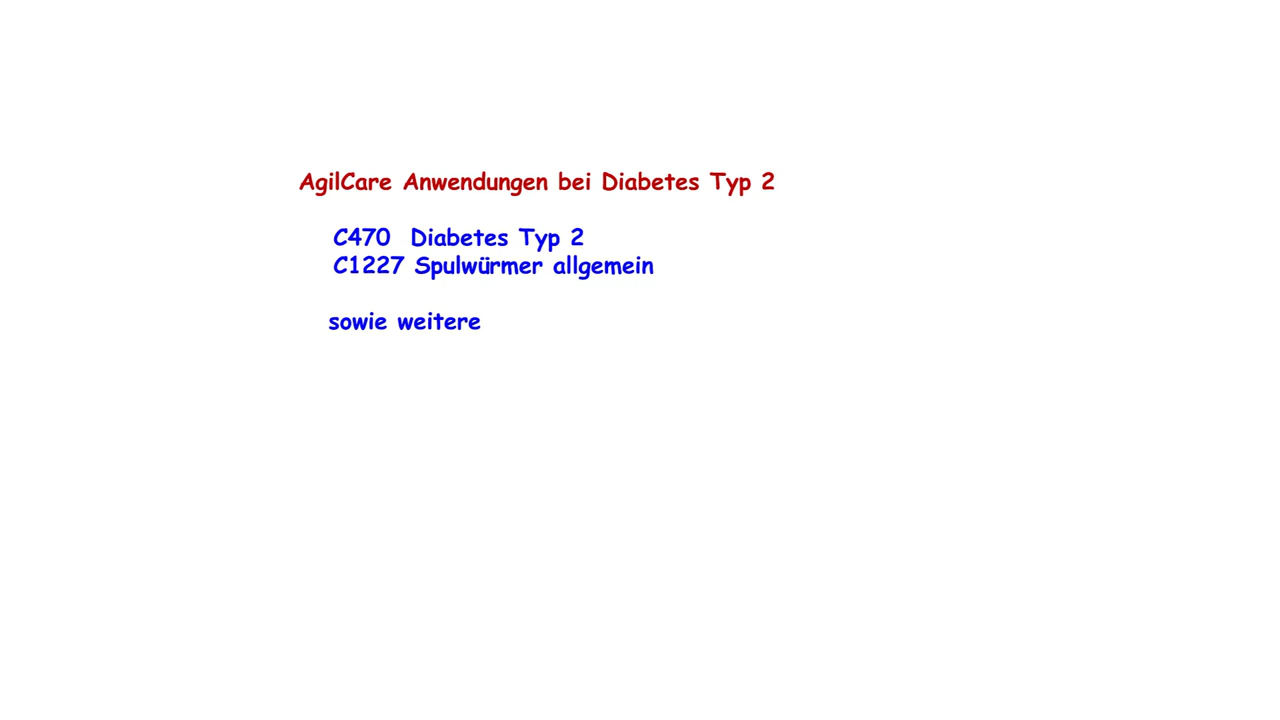 AgilCare Anwendungen bei Diabetes Typ 2
C470 Diabetes Typ 2
C1227 Spulwürmer allgemein
sowie weitere